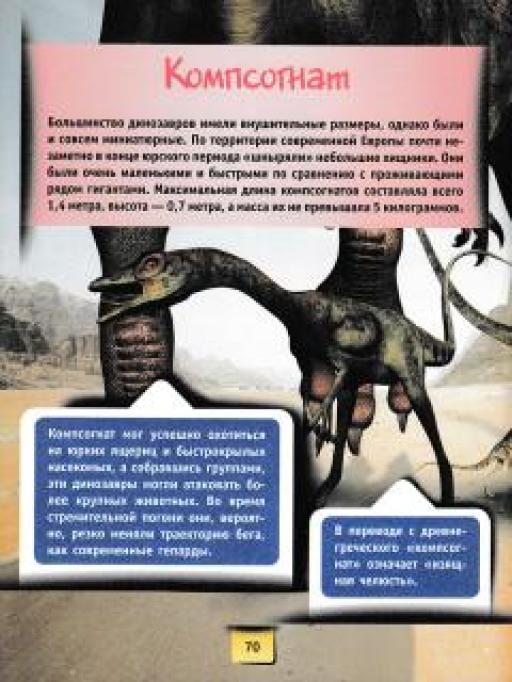 Компсогнат
Большинство динозавров имели внушительные размеры, однако были
и совсем миниатюрные. По территории современной Европы почти не-
заметно в конце юрского периода «шныряли» небольшие хищники. Они
были очень маленькими и быстрыми по сравнению с проживающими
рядом гигантами. Максимальная длина компсогнатов составляла всего
1,4 метра, высота — 0,7 метра, а масса их не превышала 5 килограммов.
Компсогнат мог успешно охотиться
на юрких ящериц и быстрокрылых
насекомых, а собравшись группами,
эти динозавры могли атаковать бо-
лее крупных животных. Во время
стремительной погони они, вероят-
но, резко меняли траекторию бега,
как современные гепарды.
В переводе с древне-
греческого «компсог-
нат» означает «изящ-
ная челюсть».
70